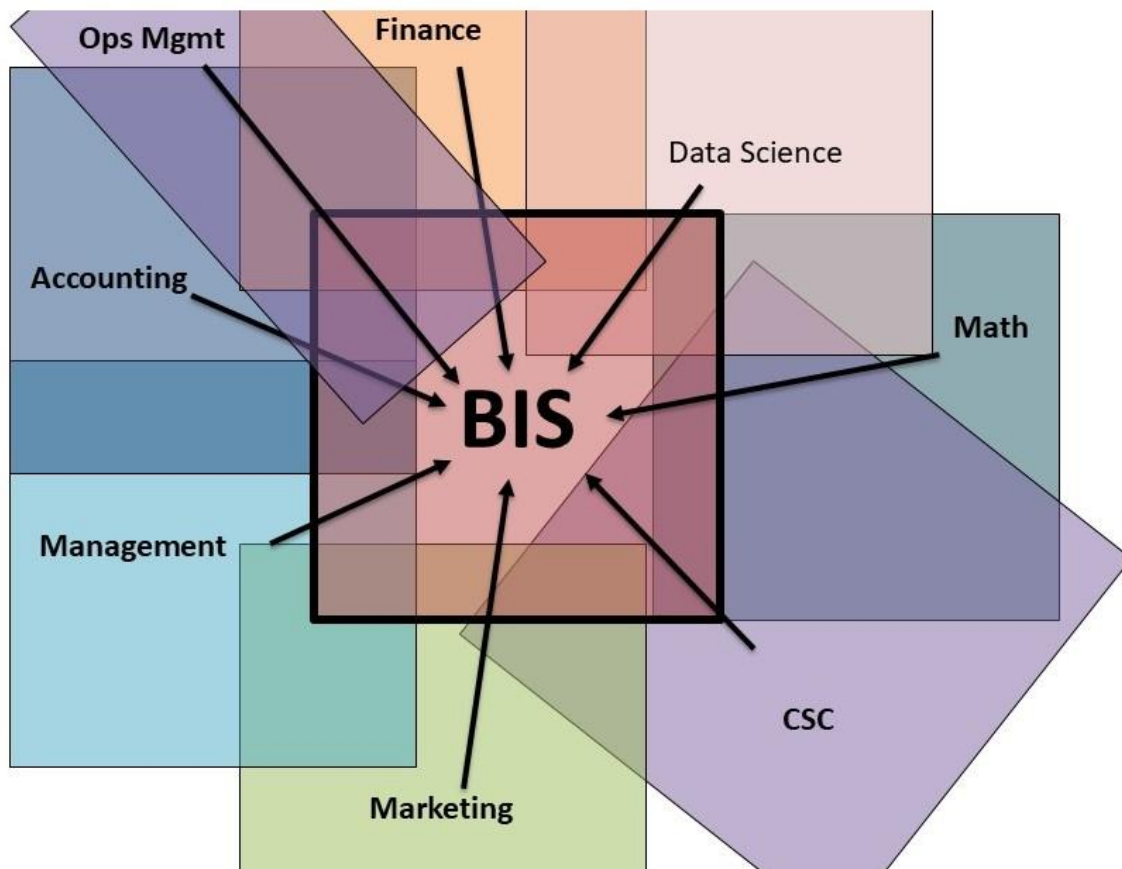 Ops Mgmt
Finance
Data Science
Accounting
Math
BIS
Management
CSC
Marketing